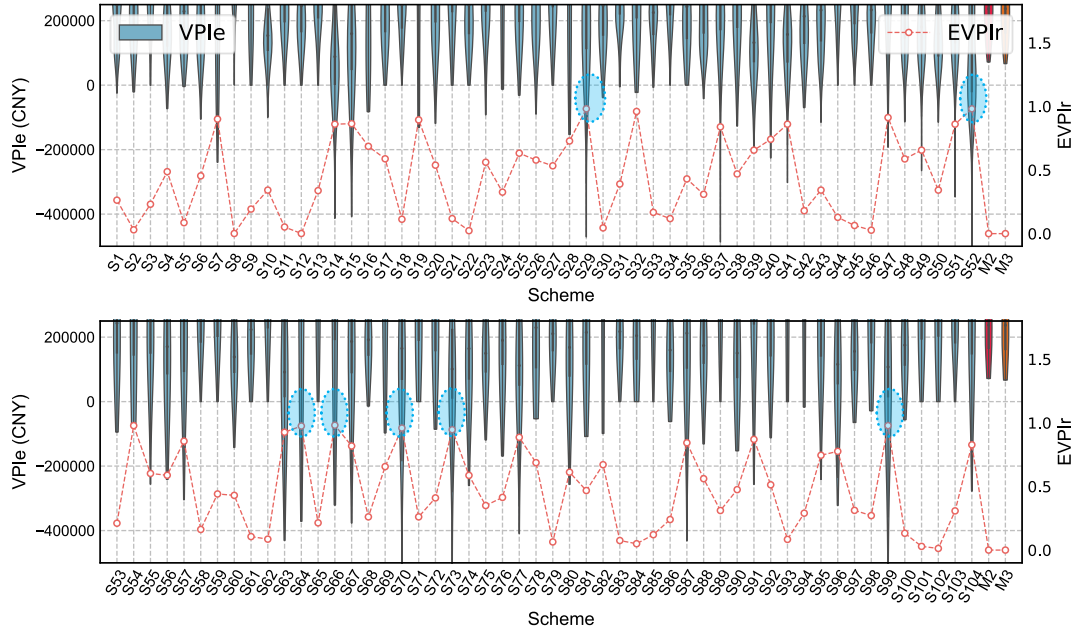 200000
0
−200000
−400000
VPIe (CNY)
VPIe
EVPIr
1.5
1.0
0.5
0.0
EVPIr
S1 S2 S3 S4 S5 S6 S7 S8 S9 S10 S11 S12 S13 S14 S15 S16 S17 S18 S19 S20 S21 S22 S23 S24 S25 S26 S27 S28 S29 S30 S31 S32 S33 S34 S35 S36 S37 S38 S39 S40 S41 S42 S43 S44 S45 S46 S47 S48 S49 S50 S51 S52 M2 M3
Scheme
200000
0
−200000
−400000
VPIe (CNY)
1.5
1.0
0.5
0.0
EVPIr
S53 S54 S55 S56 S57 S58 S59 S60 S61 S62 S63 S64 S65 S66 S67 S68 S69 S70 S71 S72 S73 S74 S75 S76 S77 S78 S79 S80 S81 S82 S83 S84 S85 S86 S87 S88 S89 S90 S91 S92 S93 S94 S95 S96 S97 S98 S99 S100 S101 S102 S103 S104 M2 M3
Scheme